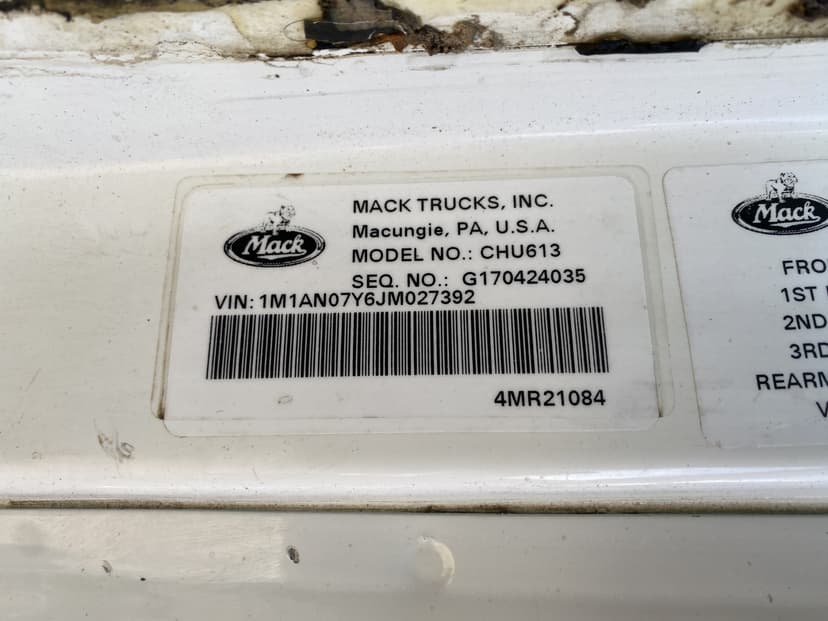 Mack
MACK TRUCKS, INC.
Macungie, PA, U.S.A.
MODEL NO.: CHU613
SEQ. NO.: G170424035
VIN: 1M1AN07Y6JM027392
4MR21084
Mack
FRO
1ST
2ND
3RD
REARM
V